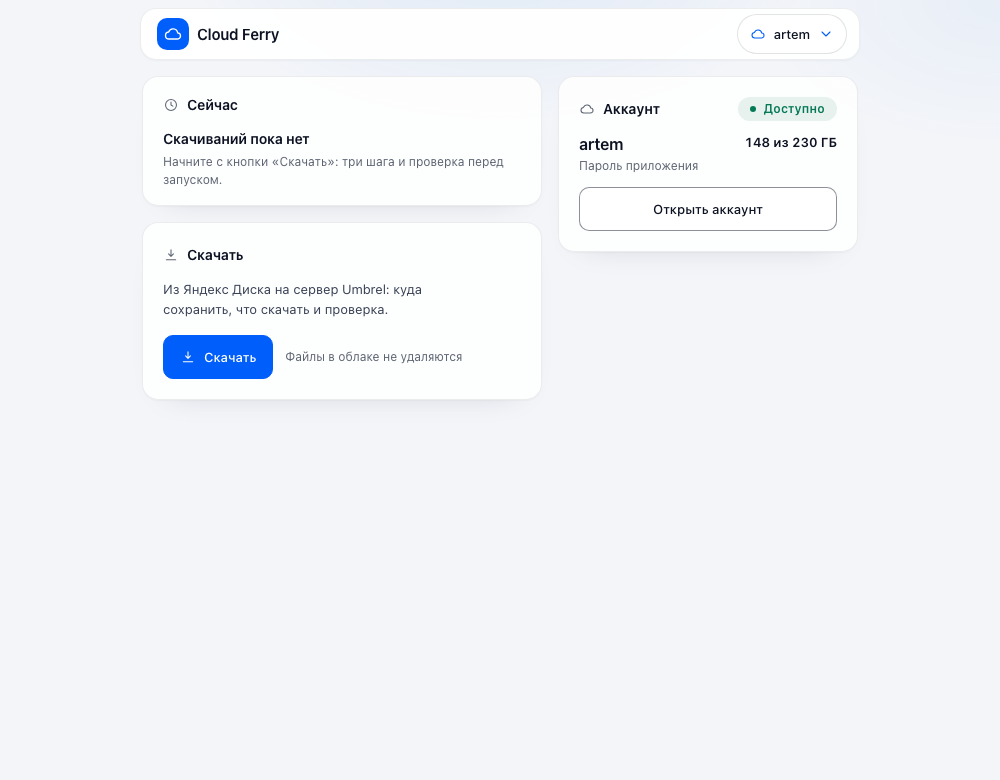 Cloud Ferry
artem
Сейчас
Скачиваний пока нет
Начните с кнопки «Скачать»: три шага и проверка перед
запуском.
Скачать
Из Яндекс Диска на сервер Umbrel: куда
сохранить, что скачать и проверка.
Скачать
Файлы в облаке не удаляются
Аккаунт
Доступно
artem
148 из 230 ГБ
Пароль приложения
Открыть аккаунт